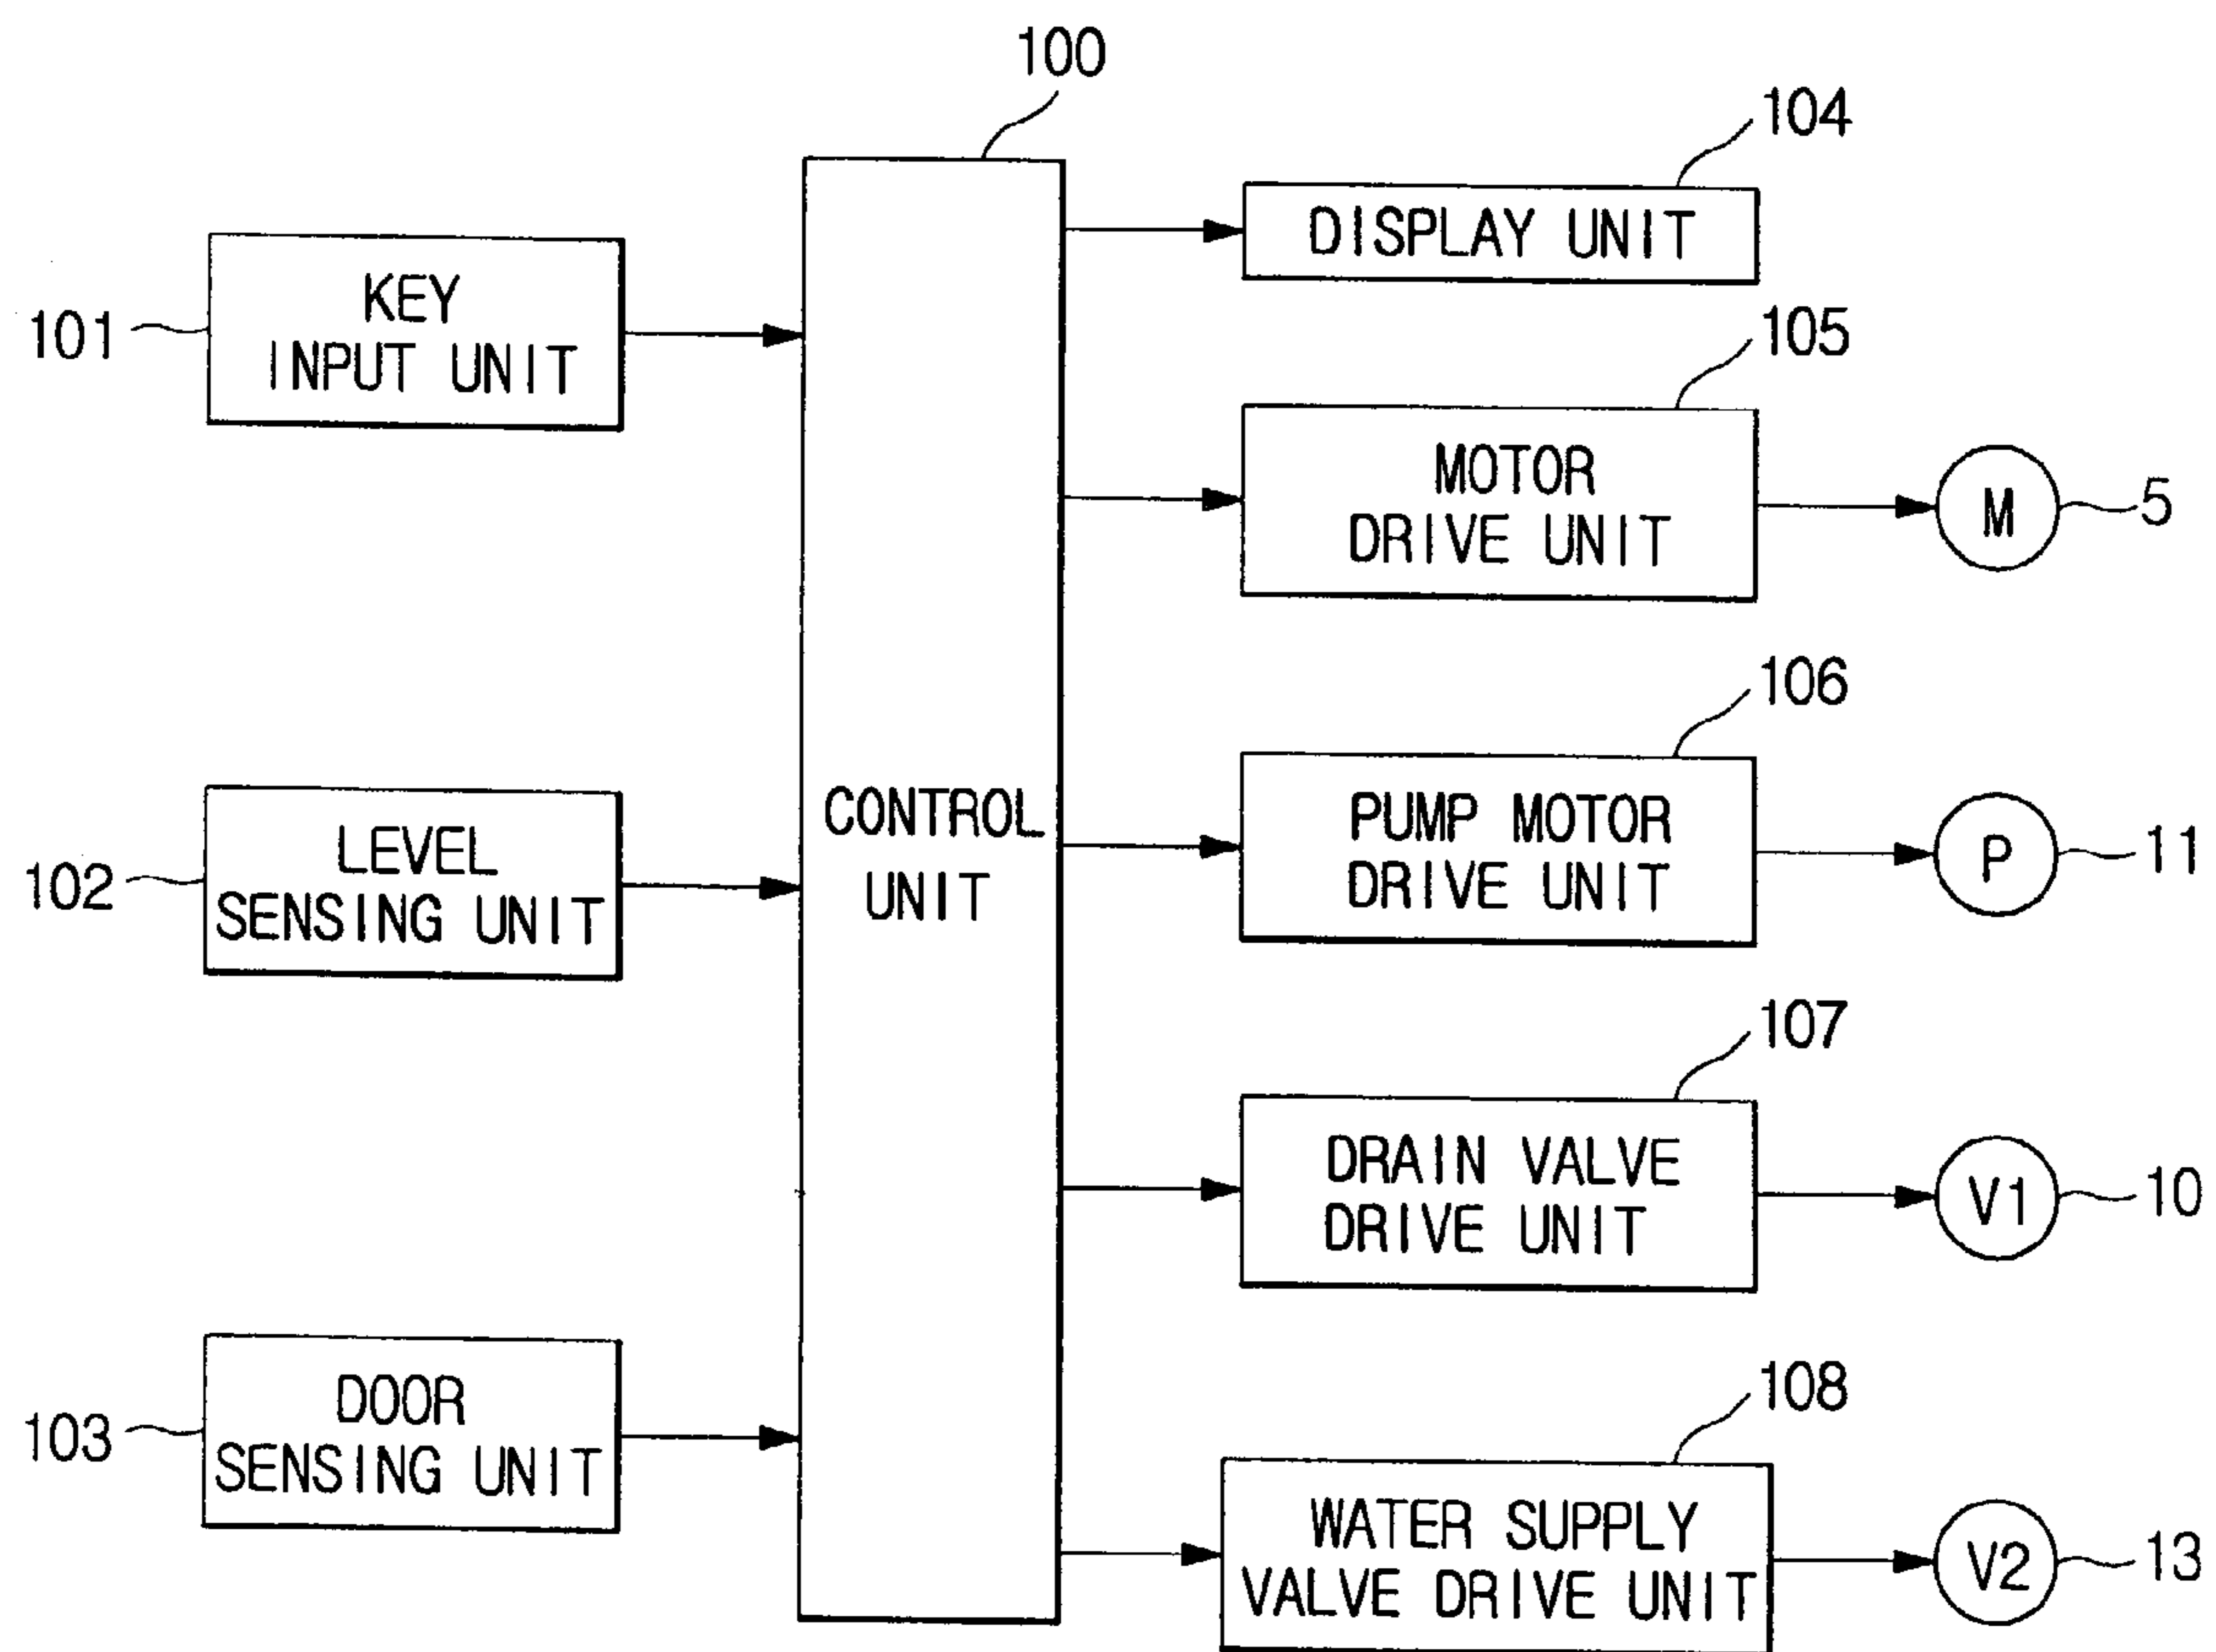 100
104
DISPLAY UNIT
101
KEY
INPUT UNIT
105
MOTOR
DRIVE UNIT
M
5
102
LEVEL
SENSING UNIT
CONTROL
UNIT
106
PUMP MOTOR
DRIVE UNIT
P
11
107
DRAIN VALVE
DRIVE UNIT
V1
10
103
DOOR
SENSING UNIT
108
WATER SUPPLY
VALVE DRIVE UNIT
V2
13